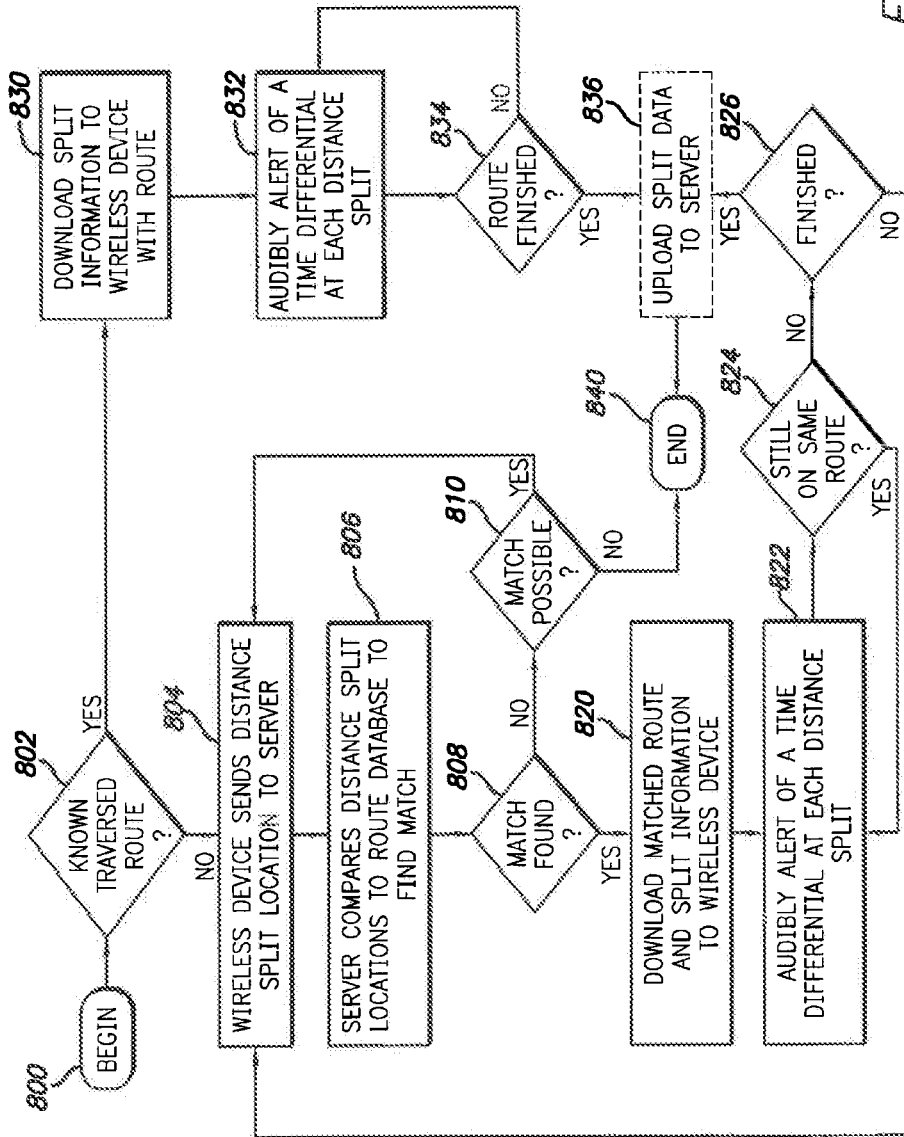 800
BEGIN
802
KNOWN
TRAVERSED
ROUTE
?
YES
NO
830
DOWNLOAD SPLIT
INFORMATION TO
WIRELESS DEVICE
WITH ROUTE
832
AUDIBLY ALERT OF A
TIME DIFFERENTIAL
AT EACH DISTANCE
SPLIT
834
ROUTE
FINISHED
?
NO
YES
836
UPLOAD SPLIT DATA
TO SERVER
804
WIRELESS DEVICE SENDS DISTANCE
SPLIT LOCATION TO SERVER
806
SERVER COMPARES DISTANCE SPLIT
LOCATIONS TO ROUTE DATABASE TO
FIND MATCH
808
MATCH
FOUND
?
NO
YES
810
MATCH
POSSIBLE
?
YES
NO
840
END
820
DOWNLOAD MATCHED ROUTE
AND SPLIT INFORMATION
TO WIRELESS DEVICE
822
AUDIBLY ALERT OF A TIME
DIFFERENTIAL AT EACH DISTANCE
SPLIT
824
STILL
ON SAME
ROUTE
?
NO
YES
826
FINISHED
?
YES
NO